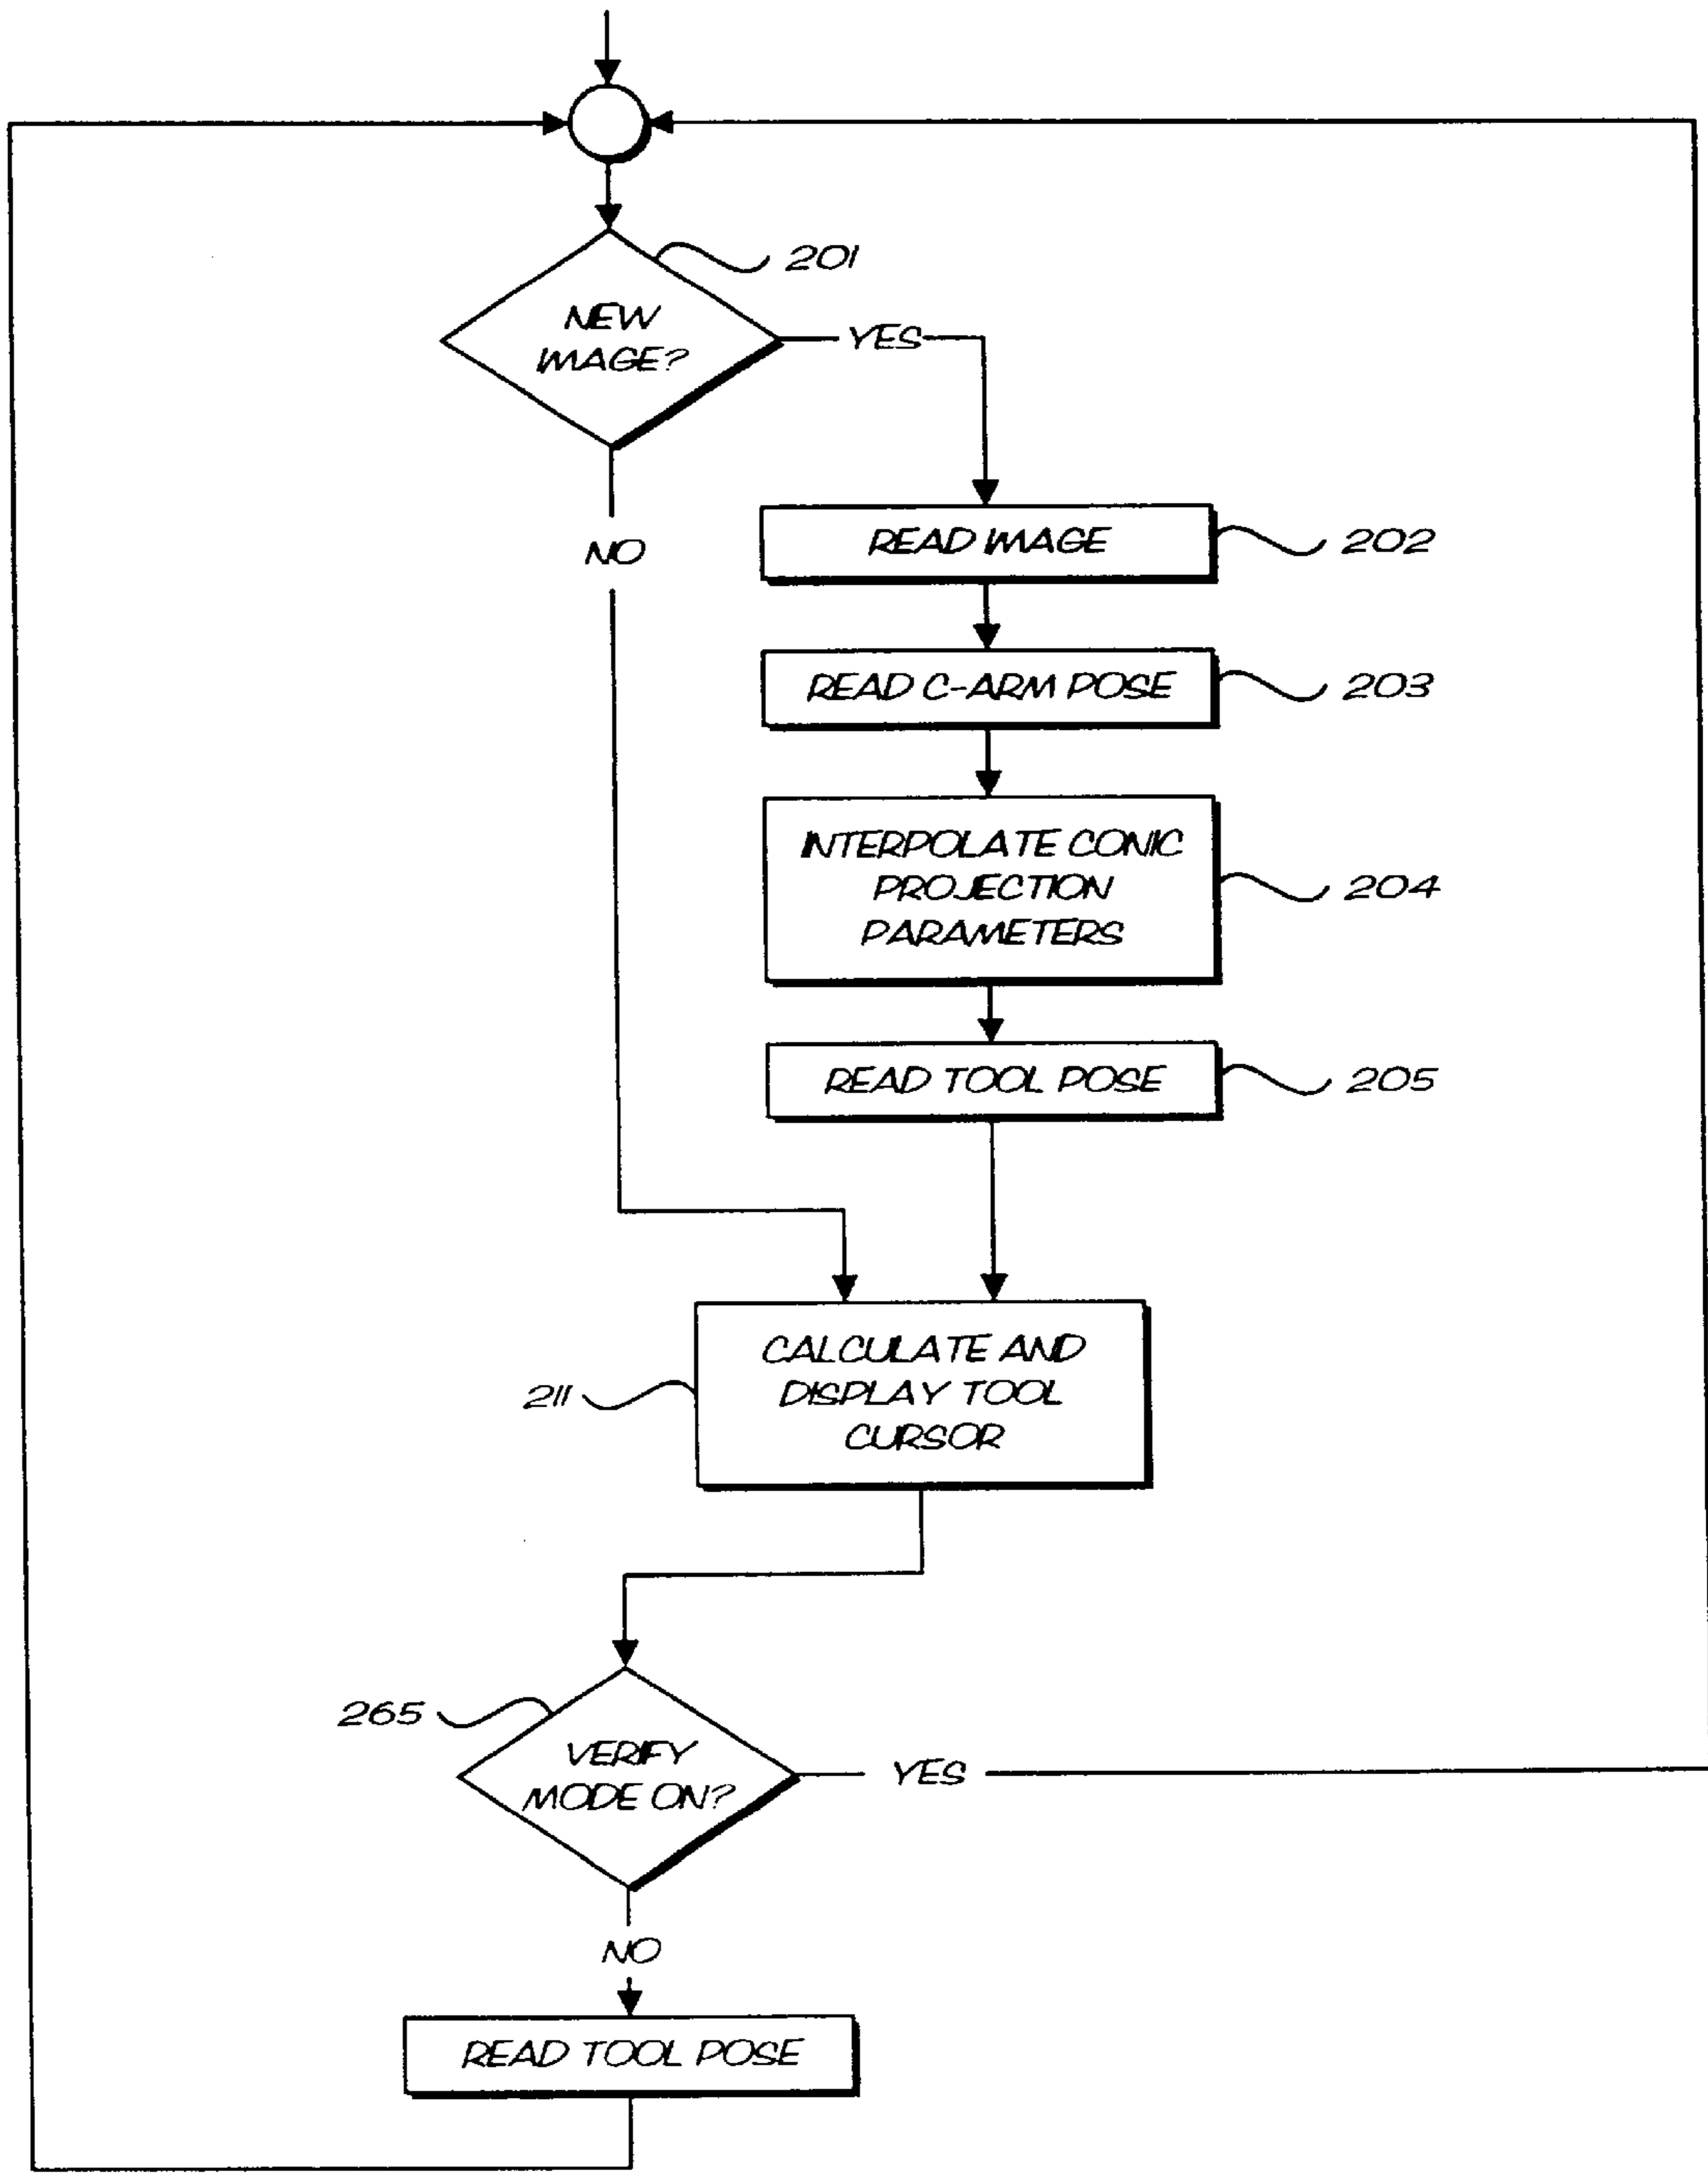 201
NEW
IMAGE?
YES
NO
READ IMAGE
202
READ C-ARM POSE
203
INTERPOLATE CONIC
PROJECTION
PARAMETERS
204
READ TOOL POSE
205
CALCULATE AND
DISPLAY TOOL
CURSOR
211
265
VERIFY
MODE ON?
YES
NO
READ TOOL POSE